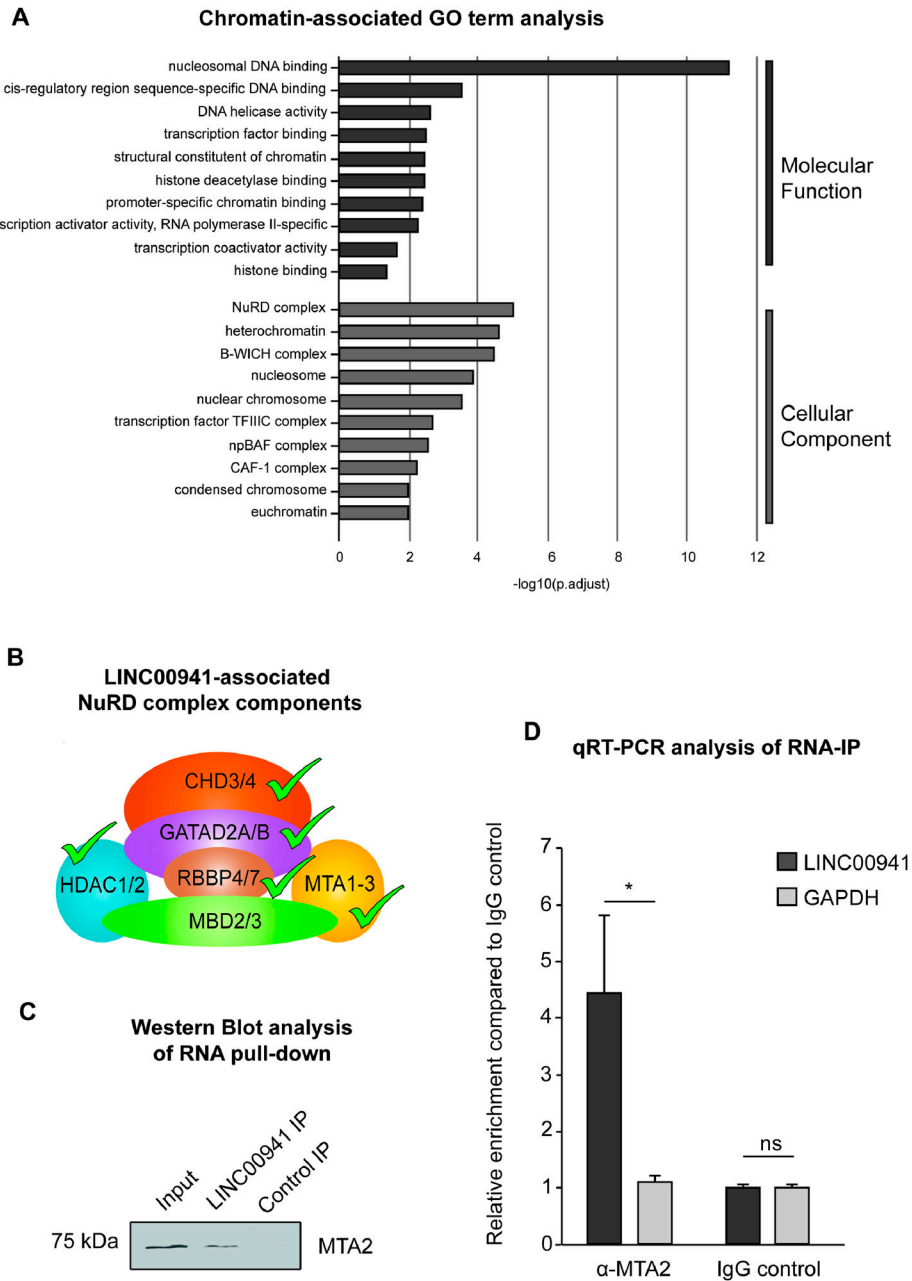 A
Chromatin-associated GO term analysis
nucleosomal DNA binding
cis-regulatory region sequence-specific DNA binding
DNA helicase activity
transcription factor binding
structural constitutent of chromatin
histone deacetylase binding
promoter-specific chromatin binding
scription activator activity, RNA polymerase II-specific
transcription coactivator activity
histone binding
Molecular
Function
NuRD complex
heterochromatin
B-WICH complex
nucleosome
nuclear chromosome
transcription factor TFIIIC complex
npBAF complex
CAF-1 complex
condensed chromosome
euchromatin
Cellular
Component
0 2 4 6 8 10 12
-log10(p.adjust)
B
LINC00941-associated
NuRD complex components
CHD3/4
GATAD2A/B
HDAC1/2
RBBP4/7
MTA1-3
MBD2/3
C
Western Blot analysis
of RNA pull-down
Input
LINC00941 IP
Control IP
75 kDa
MTA2
D
qRT-PCR analysis of RNA-IP
Relative enrichment compared to IgG control
7
6
5
4
3
2
1
0
*
ns
LINC00941
GAPDH
α-MTA2
IgG control